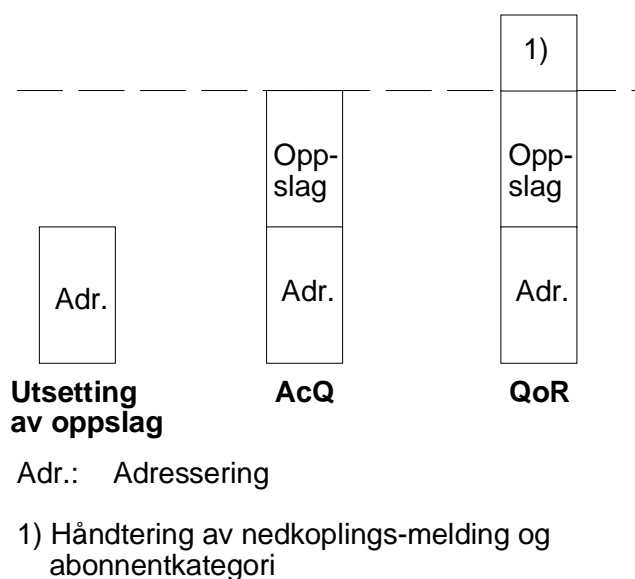 1)
Opp-
slag
Opp-
slag
Adr.
Adr.
Adr.
Utsetting
av oppslag
AcQ
QoR
Adr.: Adressering
1) Håndtering av nedkoplings-melding og
abonnentkategori